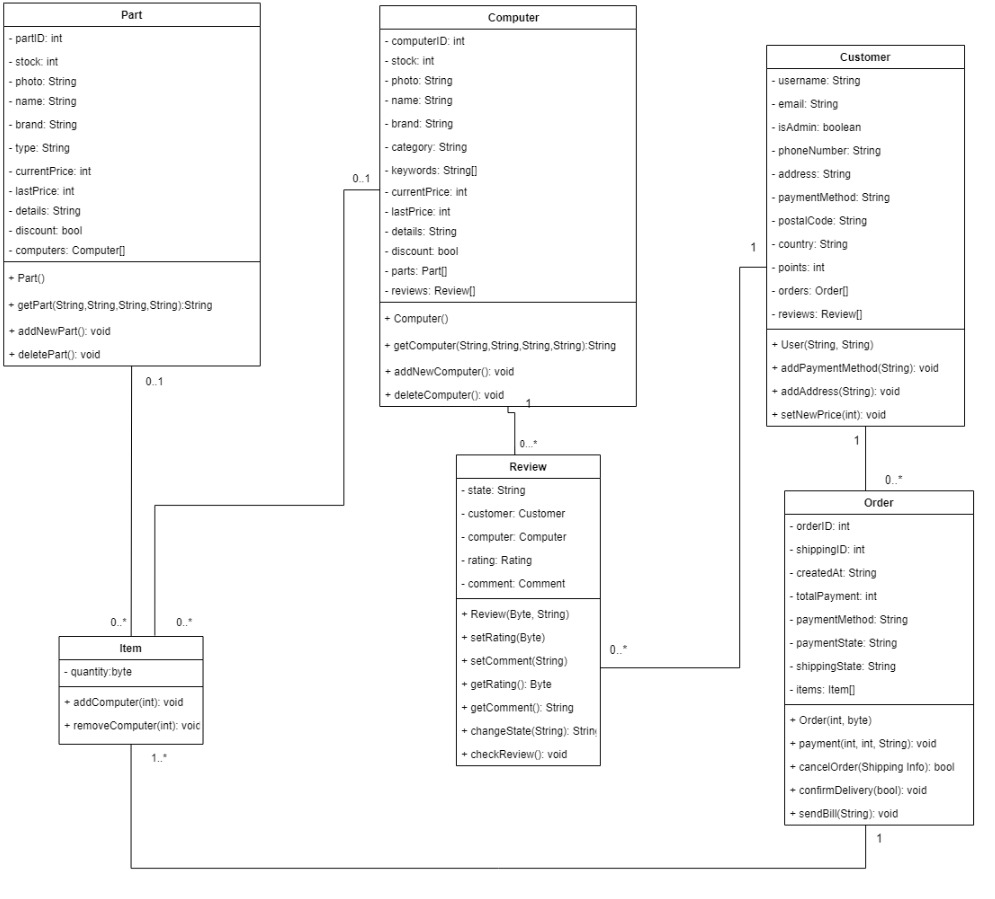 Part
- partID: int
- stock: int
- photo: String
- name: String
- brand: String
- type: String
- currentPrice: int
- lastPrice: int
- details: String
- discount: bool
- computers: Computer[]
+ Part()
+ getPart(String,String,String,String):String
+ addNewPart(): void
+ deletePart(): void
0..1
Computer
- computerID: int
- stock: int
- photo: String
- name: String
- brand: String
- category: String
- keywords: String[]
- currentPrice: int
- lastPrice: int
- details: String
- discount: bool
- parts: Part[]
- reviews: Review[]
+ Computer()
+ getComputer(String,String,String,String):String
+ addNewComputer(): void
+ deleteComputer(): void
0..1
1
0..*
Customer
- username: String
- email: String
- isAdmin: boolean
- phoneNumber: String
- address: String
- paymentMethod: String
- postalCode: String
- country: String
- points: int
- orders: Order[]
- reviews: Review[]
+ User(String, String)
+ addPaymentMethod(String): void
+ addAddress(String): void
+ setNewPrice(int): void
1
1
0..*
Review
- state: String
- customer: Customer
- computer: Computer
- rating: Rating
- comment: Comment
+ Review(Byte, String)
+ setRating(Byte)
+ setComment(String)
+ getRating(): Byte
+ getComment(): String
+ changeState(String): String
+ checkReview(): void
0..*
Order
- orderID: int
- shippingID: int
- createdAt: String
- totalPayment: int
- paymentMethod: String
- paymentState: String
- shippingState: String
- items: Item[]
+ Order(int, byte)
+ payment(int, int, String): void
+ cancelOrder(Shipping Info): bool
+ confirmDelivery(bool): void
+ sendBill(String): void
1
0..*
0..*
Item
- quantity:byte
+ addComputer(int): void
+ removeComputer(int): void
1..*